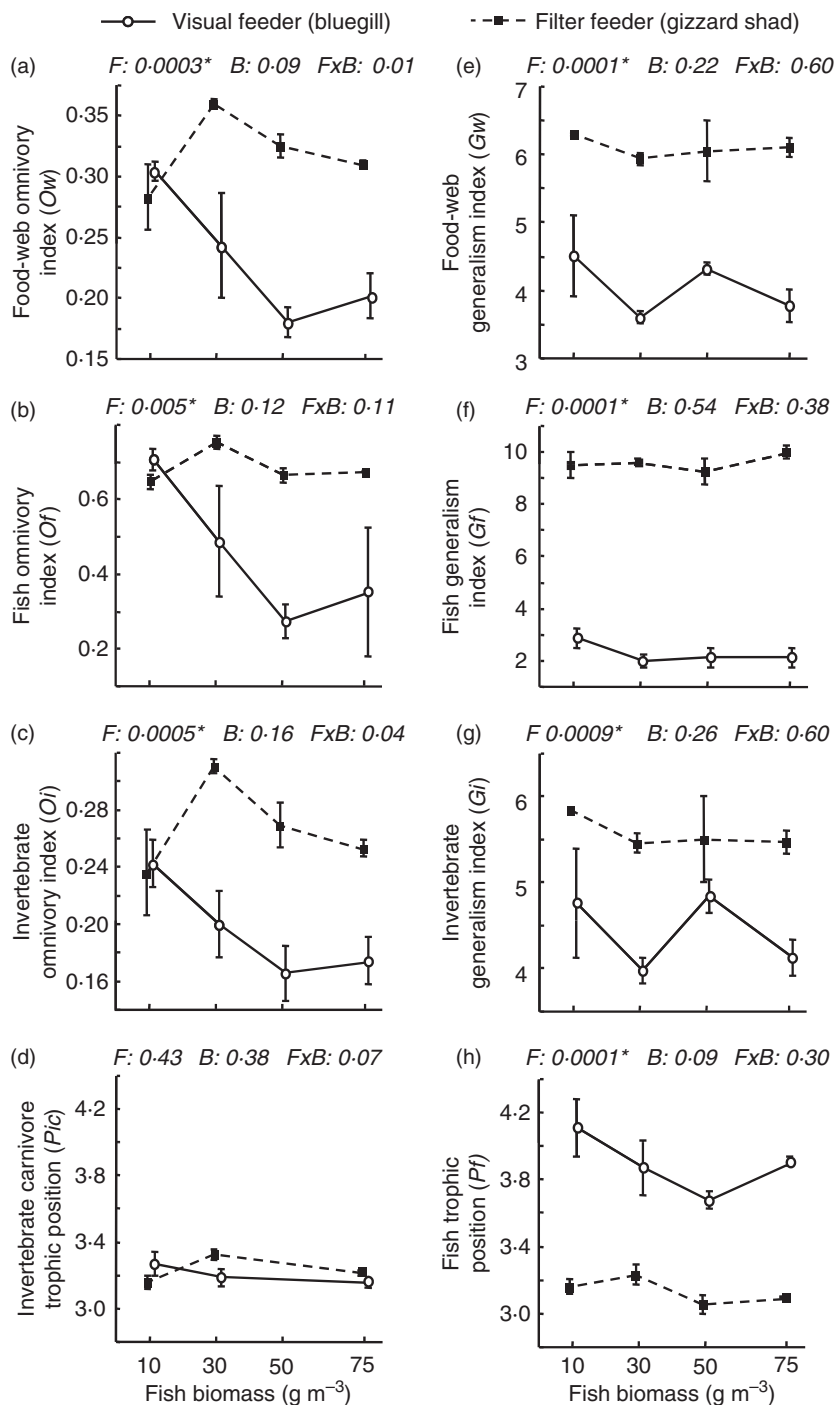 Visual feeder (bluegill) Filter feeder (gizzard shad)
(a) F: 0·0003* B: 0·09 FxB: 0·01
Food-web omnivory
index (Ow)
0·35
0·30
0·25
0·20
0·15
(b) F: 0·005* B: 0·12 FxB: 0·11
Fish omnivory
index (Of)
0·6
0·4
0·2
(c) F: 0·0005* B: 0·16 FxB: 0·04
Invertebrate
omnivory index (Oi)
0·28
0·24
0·20
0·16
(d) F: 0·43 B: 0·38 FxB: 0·07
Invertebrate carnivore
trophic position (Pic)
4·2
3·8
3·4
3·0
10 30 50 75
Fish biomass (g m–3)
(e) F: 0·0001* B: 0·22 FxB: 0·60
Food-web
generalism index (Gw)
7
6
5
4
3
(f) F: 0·0001* B: 0·54 FxB: 0·38
Fish generalism
index (Gf)
10
8
6
4
2
(g) F 0·0009* B: 0·26 FxB: 0·60
Invertebrate
generalism index (Gi)
6
5
4
(h) F: 0·0001* B: 0·09 FxB: 0·30
Fish trophic
position (Pf)
4·2
3·8
3·4
3·0
10 30 50 75
Fish biomass (g m–3)